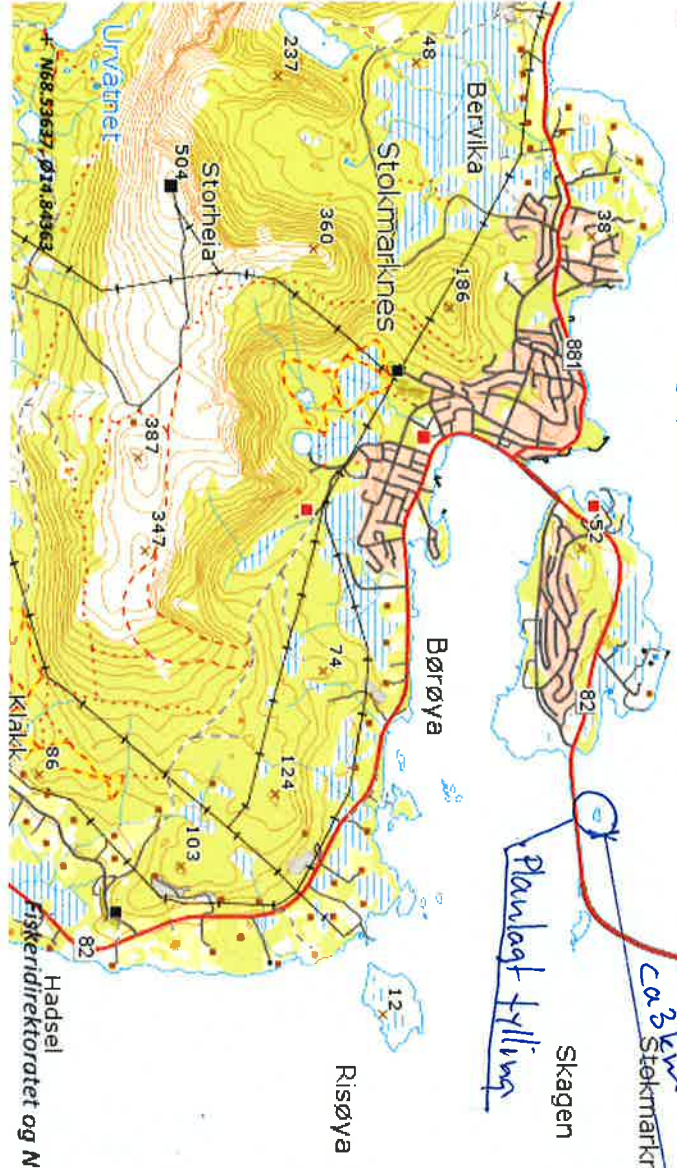 N68.53637, Ø14.84363
Urvåtnet
237
48
Bervika
504
Storheia
360
Stokmarknes
186
38
881
387
347
52
74
Børøya
82
Klakk
86
124
103
Planlagt fylling
ca 3 km
Stokmarkn
Skagen
12
Risøya
82
Hadsel
Fiskeridirektoratet og N